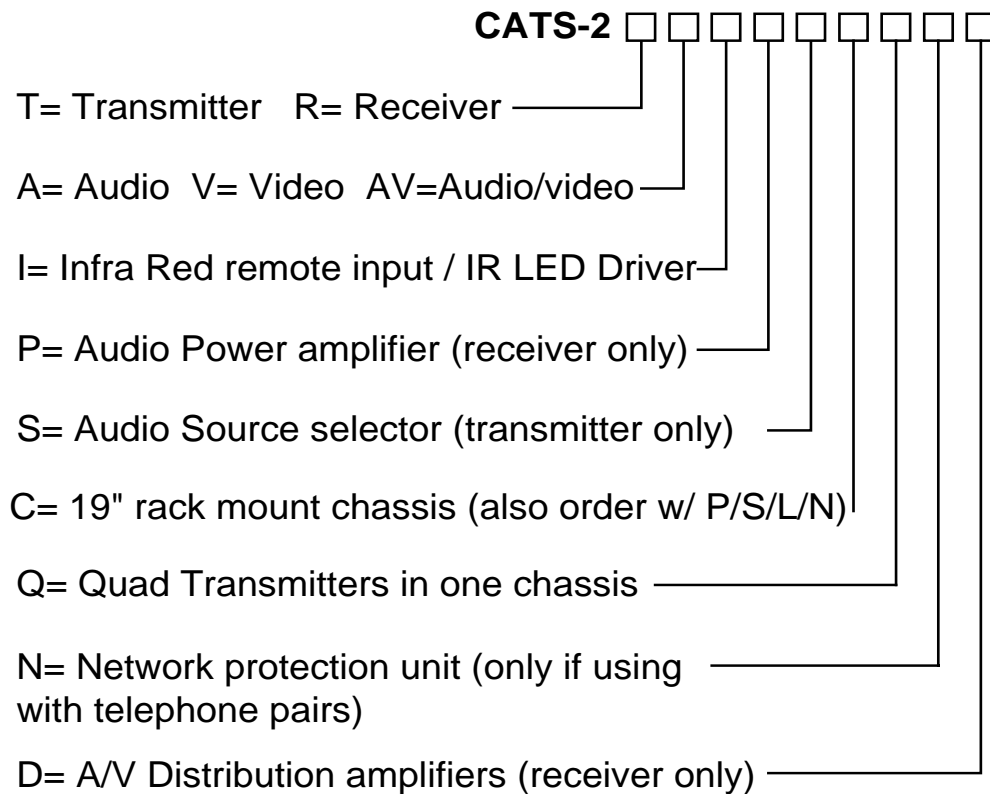 CATS-2
T= Transmitter R= Receiver
A= Audio V= Video AV=Audio/video
I= Infra Red remote input / IR LED Driver
P= Audio Power amplifier (receiver only)
S= Audio Source selector (transmitter only)
C= 19" rack mount chassis (also order w/ P/S/L/N)
Q= Quad Transmitters in one chassis
N= Network protection unit (only if using
with telephone pairs)
D= A/V Distribution amplifiers (receiver only)